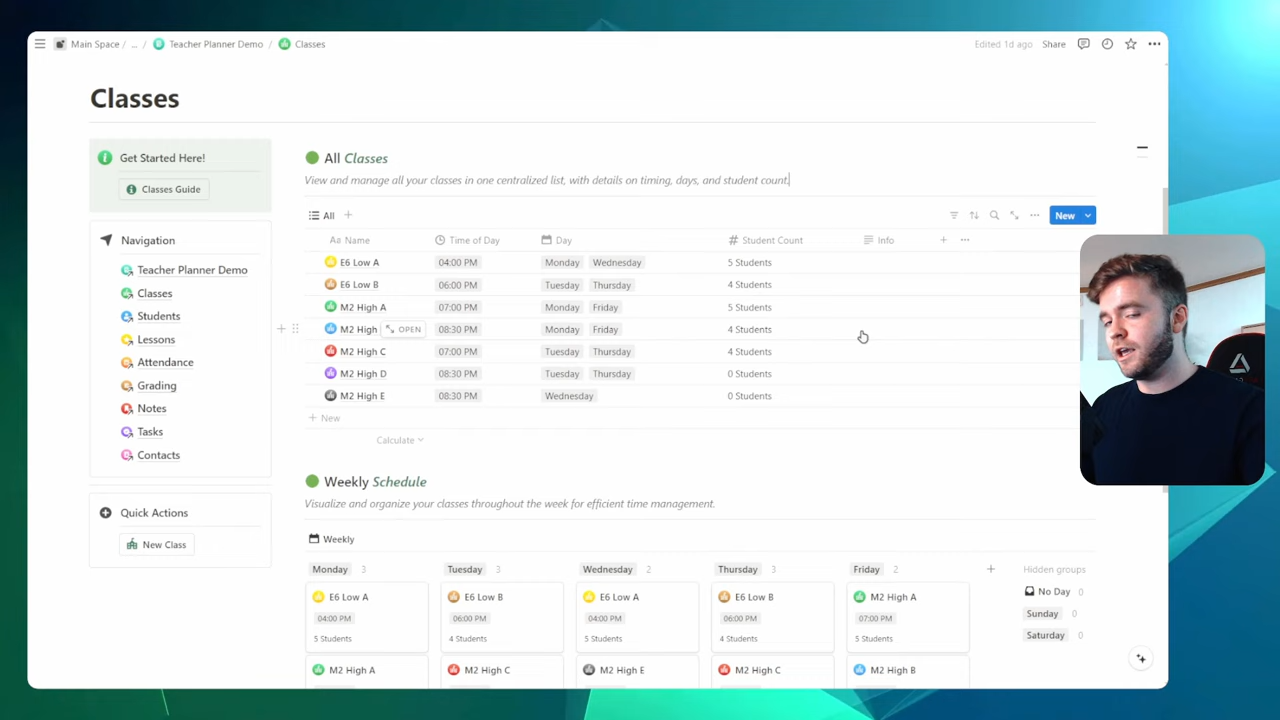 Main Space / ... / Teacher Planner Demo / Classes
Edited 1d ago Share
Classes
Get Started Here!
Classes Guide
Navigation
Teacher Planner Demo
Classes
Students
Lessons
Attendance
Grading
Notes
Tasks
Contacts
Quick Actions
New Class
All Classes
View and manage all your classes in one centralized list, with details on timing, days, and student count.
All
New
Aa Name Time of Day Day # Student Count Info
E6 Low A 04:00 PM Monday Wednesday 5 Students
E6 Low B 06:00 PM Tuesday Thursday 4 Students
M2 High A 07:00 PM Monday Friday 5 Students
M2 High OPEN 08:30 PM Monday Friday 4 Students
M2 High C 07:00 PM Tuesday Thursday 4 Students
M2 High D 08:30 PM Tuesday Thursday 0 Students
M2 High E 08:30 PM Wednesday 0 Students
+ New
Calculate
Weekly Schedule
Visualize and organize your classes throughout the week for efficient time management.
Weekly
Monday 3 Tuesday 3 Wednesday 2 Thursday 3 Friday 2 Hidden groups
E6 Low A E6 Low B E6 Low A E6 Low B M2 High A No Day 0
04:00 PM 06:00 PM 04:00 PM 06:00 PM 07:00 PM Sunday 0
5 Students 4 Students 5 Students 4 Students 5 Students Saturday 0
M2 High A M2 High C M2 High E M2 High C M2 High B